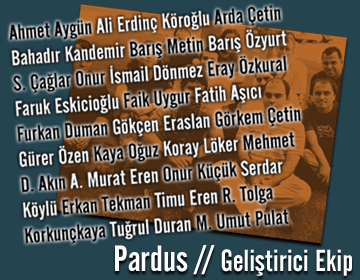 Ahmet Aygün Ali Erdinç Köroğlu Arda Çetin
Bahadır Kandemir Barış Metin Barış Özyurt
S. Çağlar Onur İsmail Dönmez Eray Özkural
Faruk Eskicioğlu Faik Uygur Fatih Aşıcı
Furkan Duman Gökçen Eraslan Görkem Çetin
Gürer Özen Kaya Oğuz Koray Löker Mehmet
D. Akın A. Murat Eren Onur Küçük Serdar
Köylü Erkan Tekman Timu Eren R. Tolga
Korkunçkaya Tuğrul Duran M. Umut Pulat
Pardus // Geliştirici Ekip